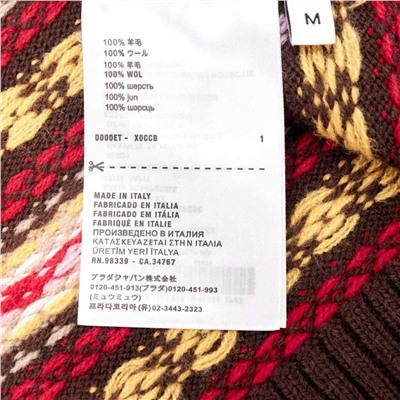 M
100% 羊毛
100% ウール
100% 羊毛
100% WOL
100% шерсть
100% jun
100% шэрсць
0000ET - X0CCB 1
MADE IN ITALY
FABRICADO EN ITALIA
FABRICADO EM ITÁLIA
FABRIQUÉ EN ITALIE
ПРОИЗВЕДЕНО В ИТАЛИЯ
ΚΑΤΑΣΚΕΥΑΖΕΤΑΙ ΣΤΗΝ ITALIA
ÜRETİM YERİ İTALYA
RN.98339 - CA.34767
プラダジャパン株式会社
0120-451-913(プラダ)0120-451-993
(ミュウミュウ)
프라다코리아 (유) 02-3443-2323